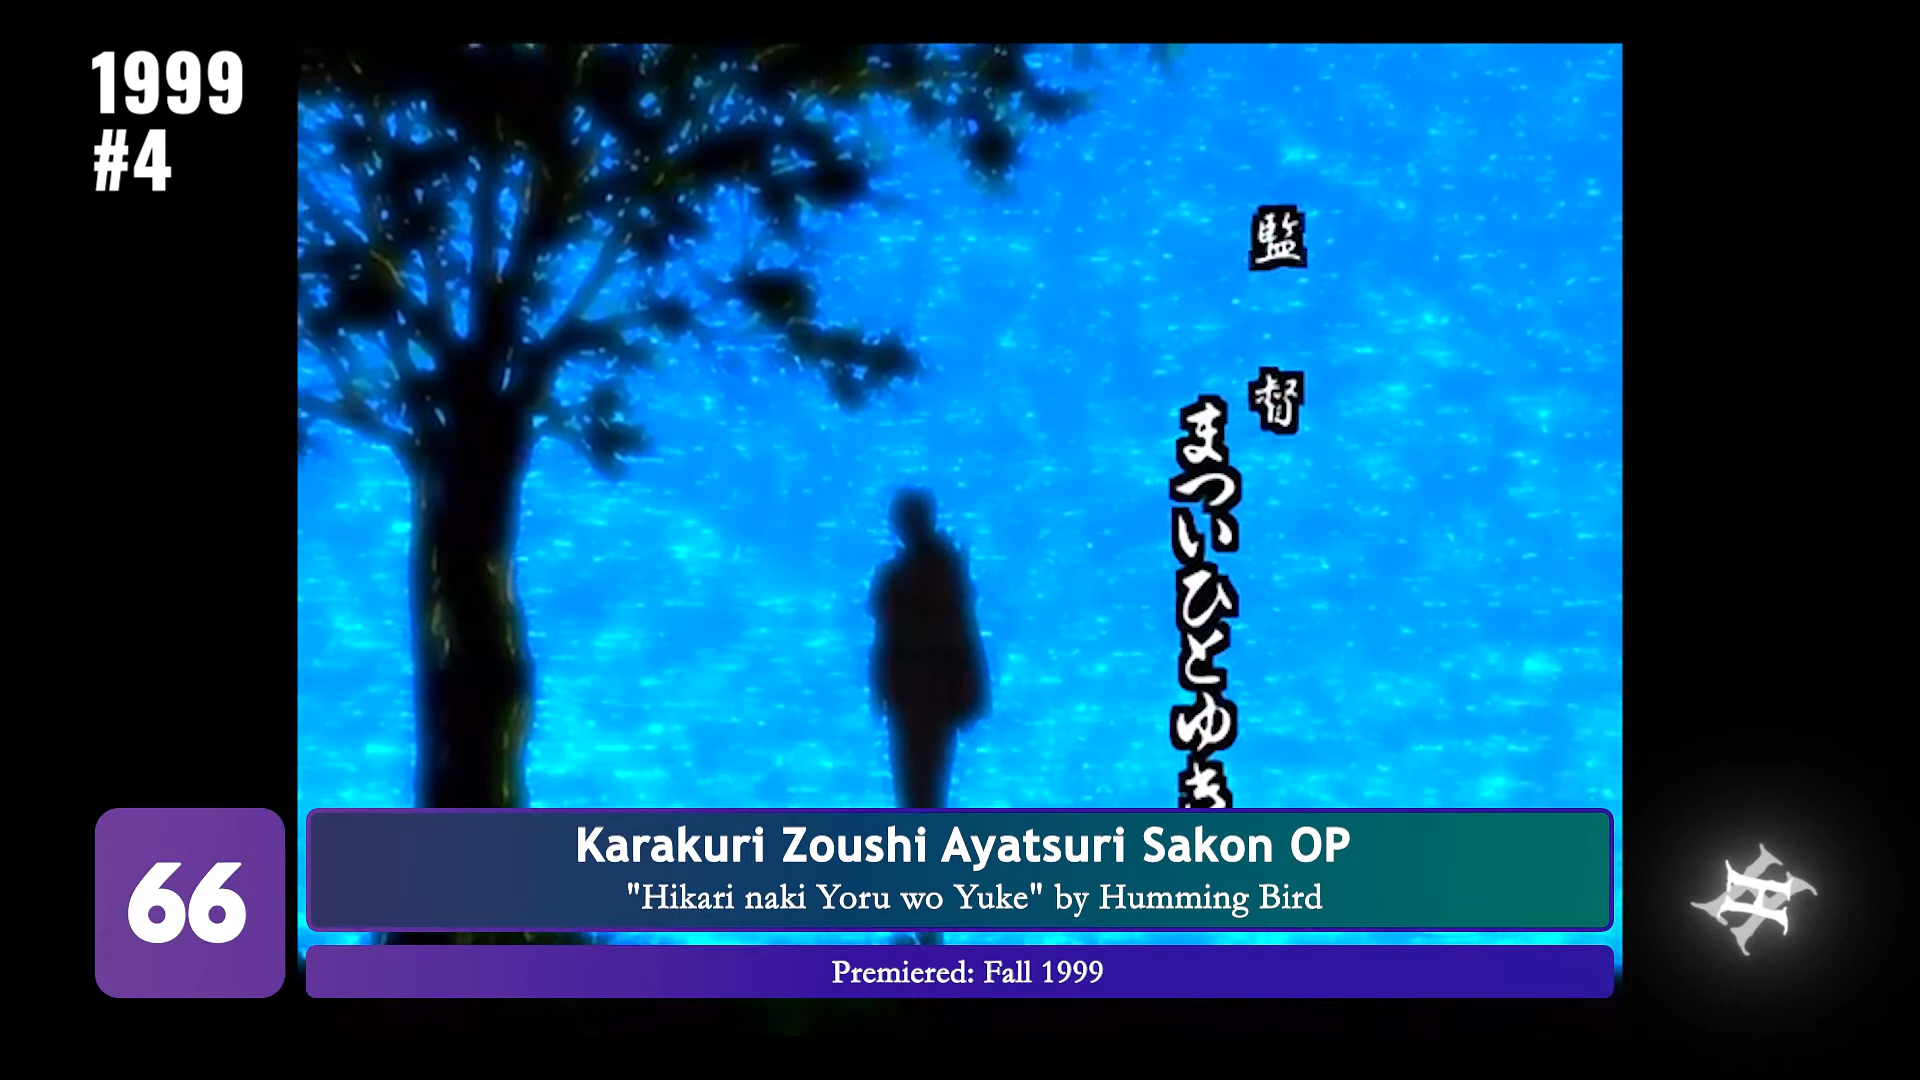 1999
#4
監督
まついひとゆき
66
Karakuri Zoushi Ayatsuri Sakon OP
"Hikari naki Yoru wo Yuke" by Humming Bird
Premiered: Fall 1999